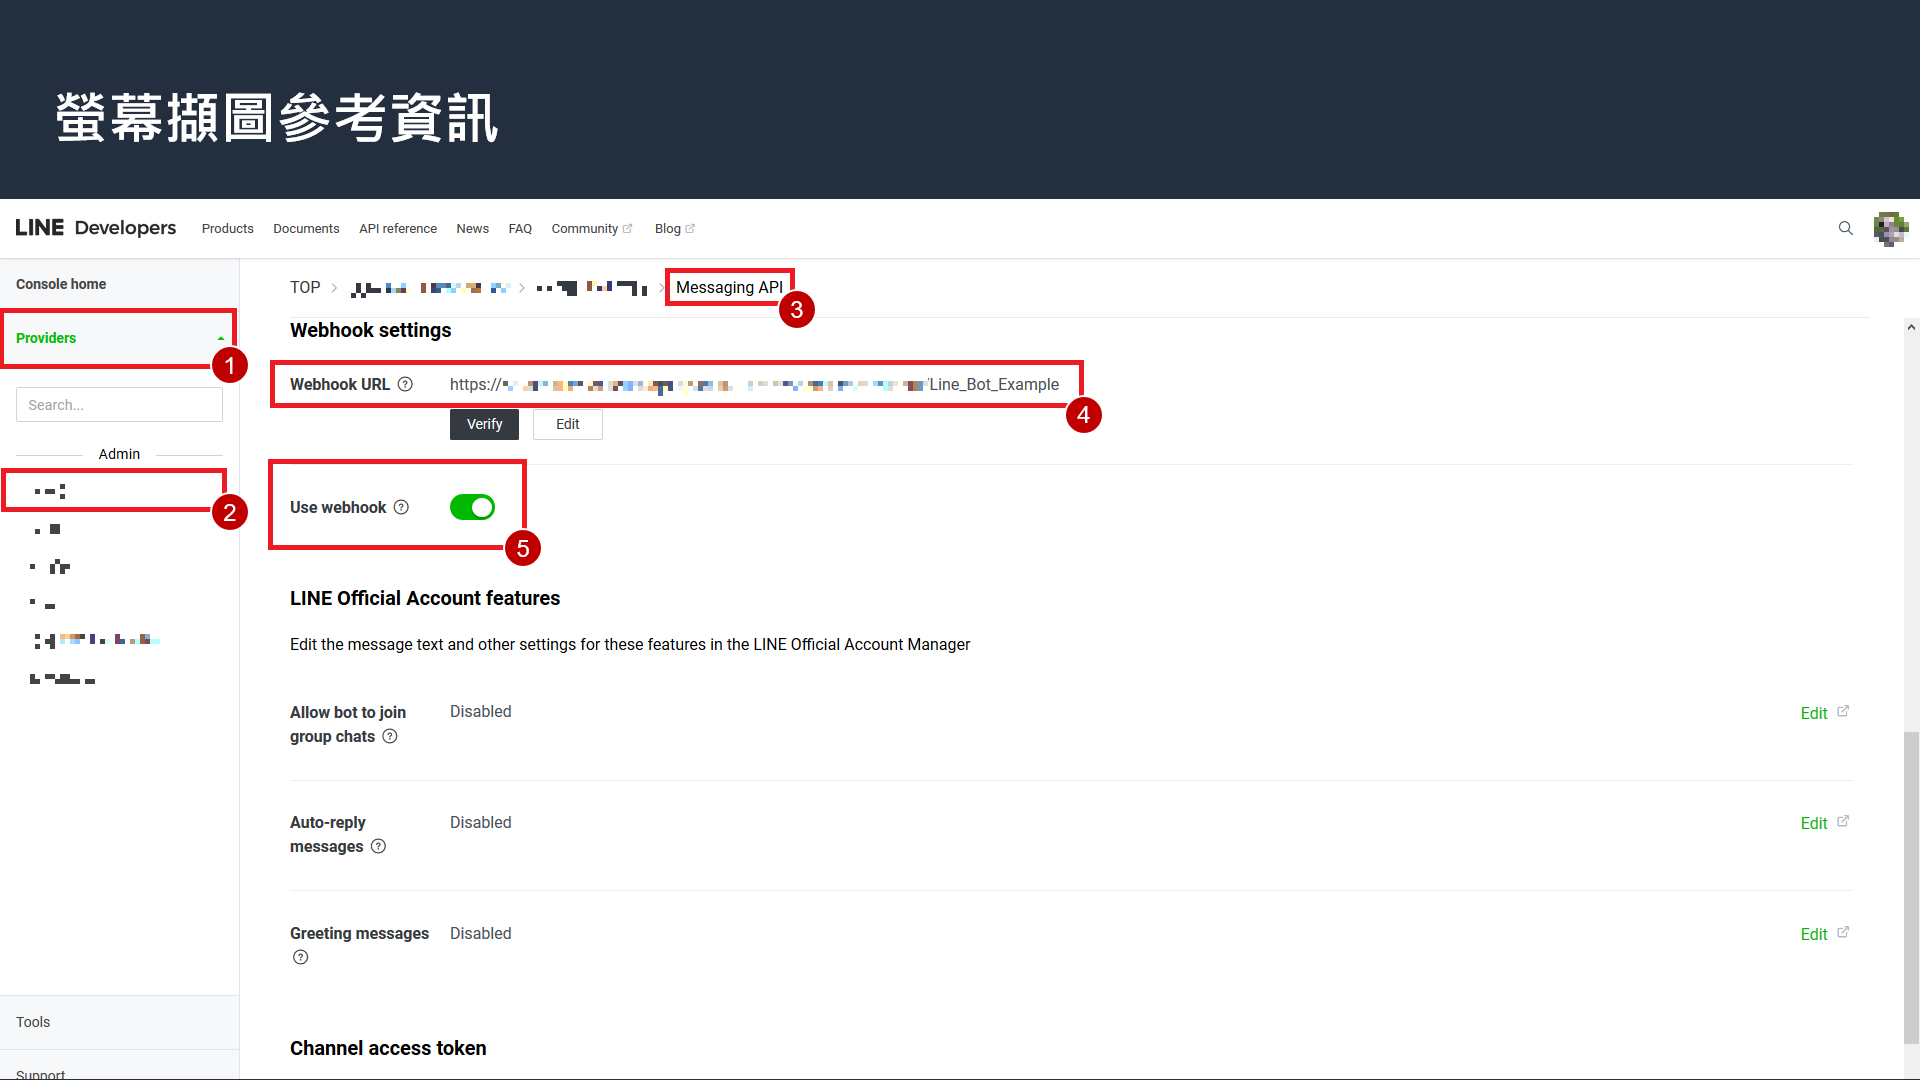 螢幕擷圖參考資訊
LINE Developers Products Documents API reference News FAQ Community Blog
Console home
TOP > > > Messaging API
3
Providers
1
Webhook settings
Webhook URL ? https:// /Line_Bot_Example
4
Verify Edit
Search...
Admin
2
Use webhook ?
5
LINE Official Account features
Edit the message text and other settings for these features in the LINE Official Account Manager
Allow bot to join group chats ? Disabled Edit
Auto-reply messages ? Disabled Edit
Greeting messages ? Disabled Edit
Tools
Channel access token
Support